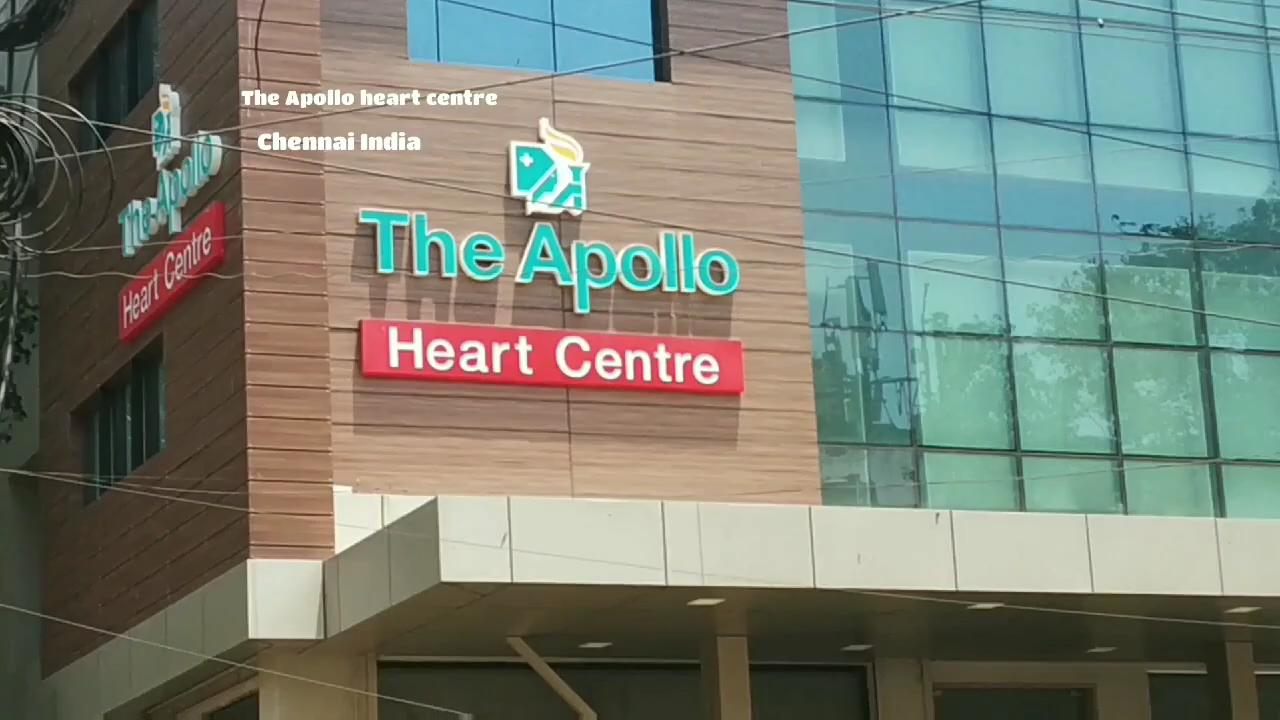 The Apollo heart centre
Chennai India
The Apollo
Heart Centre
The Apollo
Heart Centre